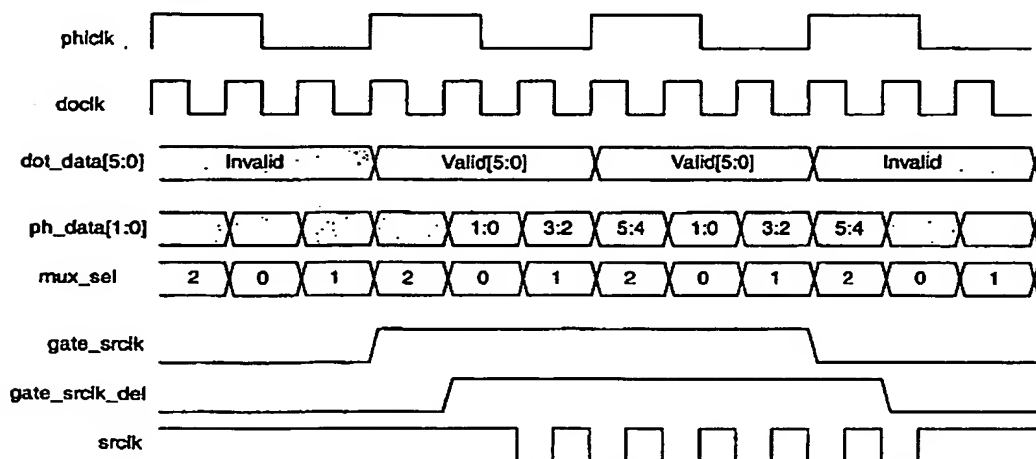 phiclk
doclk
dot_data[5:0] Invalid Valid[5:0] Valid[5:0] Invalid
ph_data[1:0] 1:0 3:2 5:4 1:0 3:2 5:4
mux_sel 2 0 1 2 0 1 2 0 1 2 0 1
gate_srclk
gate_srclk_del
srclk